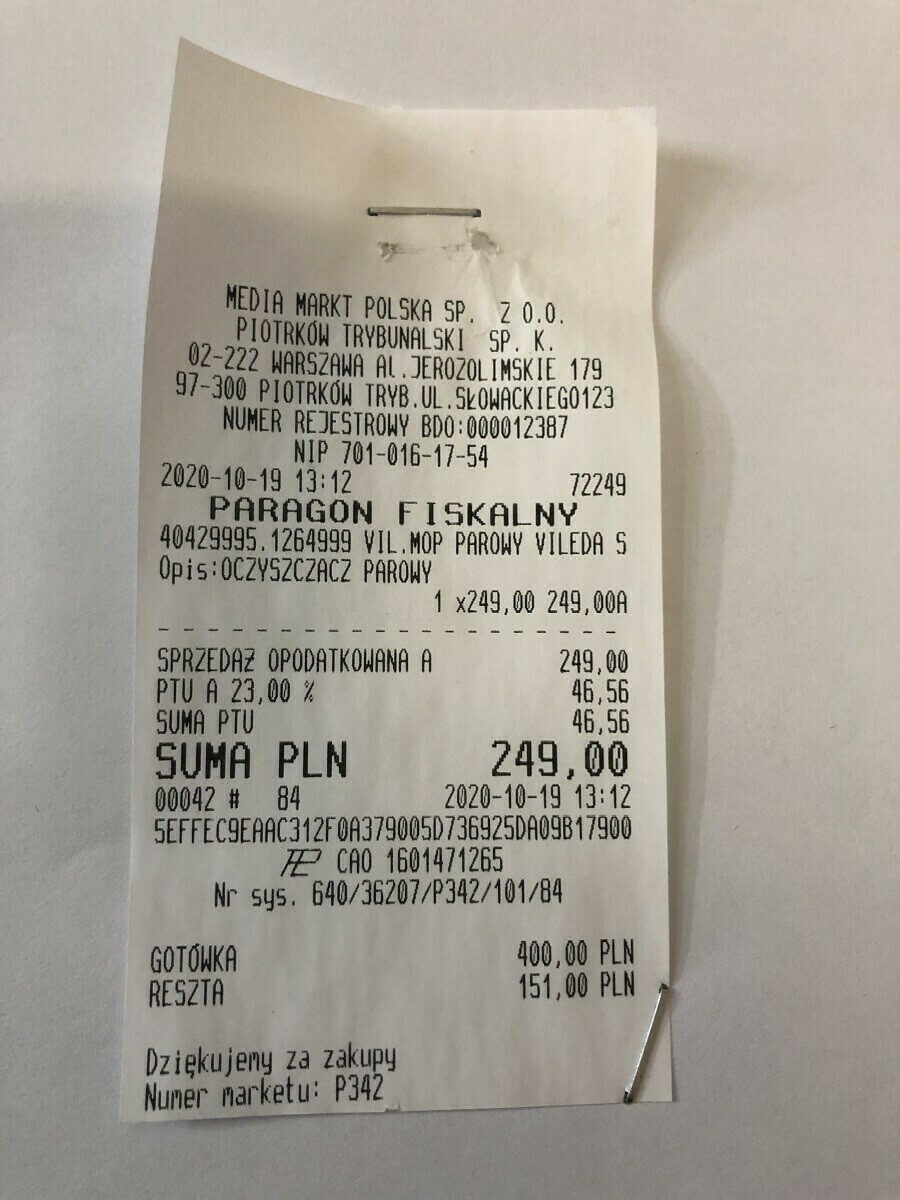 MEDIA MARKT POLSKA SP. Z O.O.
PIOTRKÓW TRYBUNALSKI SP. K.
02-222 WARSZAWA Al.JEROZOLIMSKIE 179
97-300 PIOTRKÓW TRYB.UL.SŁOWACKIEGO123
NUMER REJESTROWY BDO:000012387
NIP 701-016-17-54
2020-10-19 13:12 72249
PARAGON FISKALNY
40429995.1264999 VIL.MOP PAROWY VILEDA S
Opis:OCZYSZCZACZ PAROWY
1 x249,00 249,00A
SPRZEDAŻ OPODATKOWANA A 249,00
PTU A 23,00 % 46,56
SUMA PTU 46,56
SUMA PLN 249,00
00042 # 84 2020-10-19 13:12
5EFFEC9EAAC312F0A379005D736925DA09B17900
CAO 1601471265
Nr sys. 640/36207/P342/101/84
GOTÓWKA 400,00 PLN
RESZTA 151,00 PLN
Dziękujemy za zakupy
Numer marketu: P342